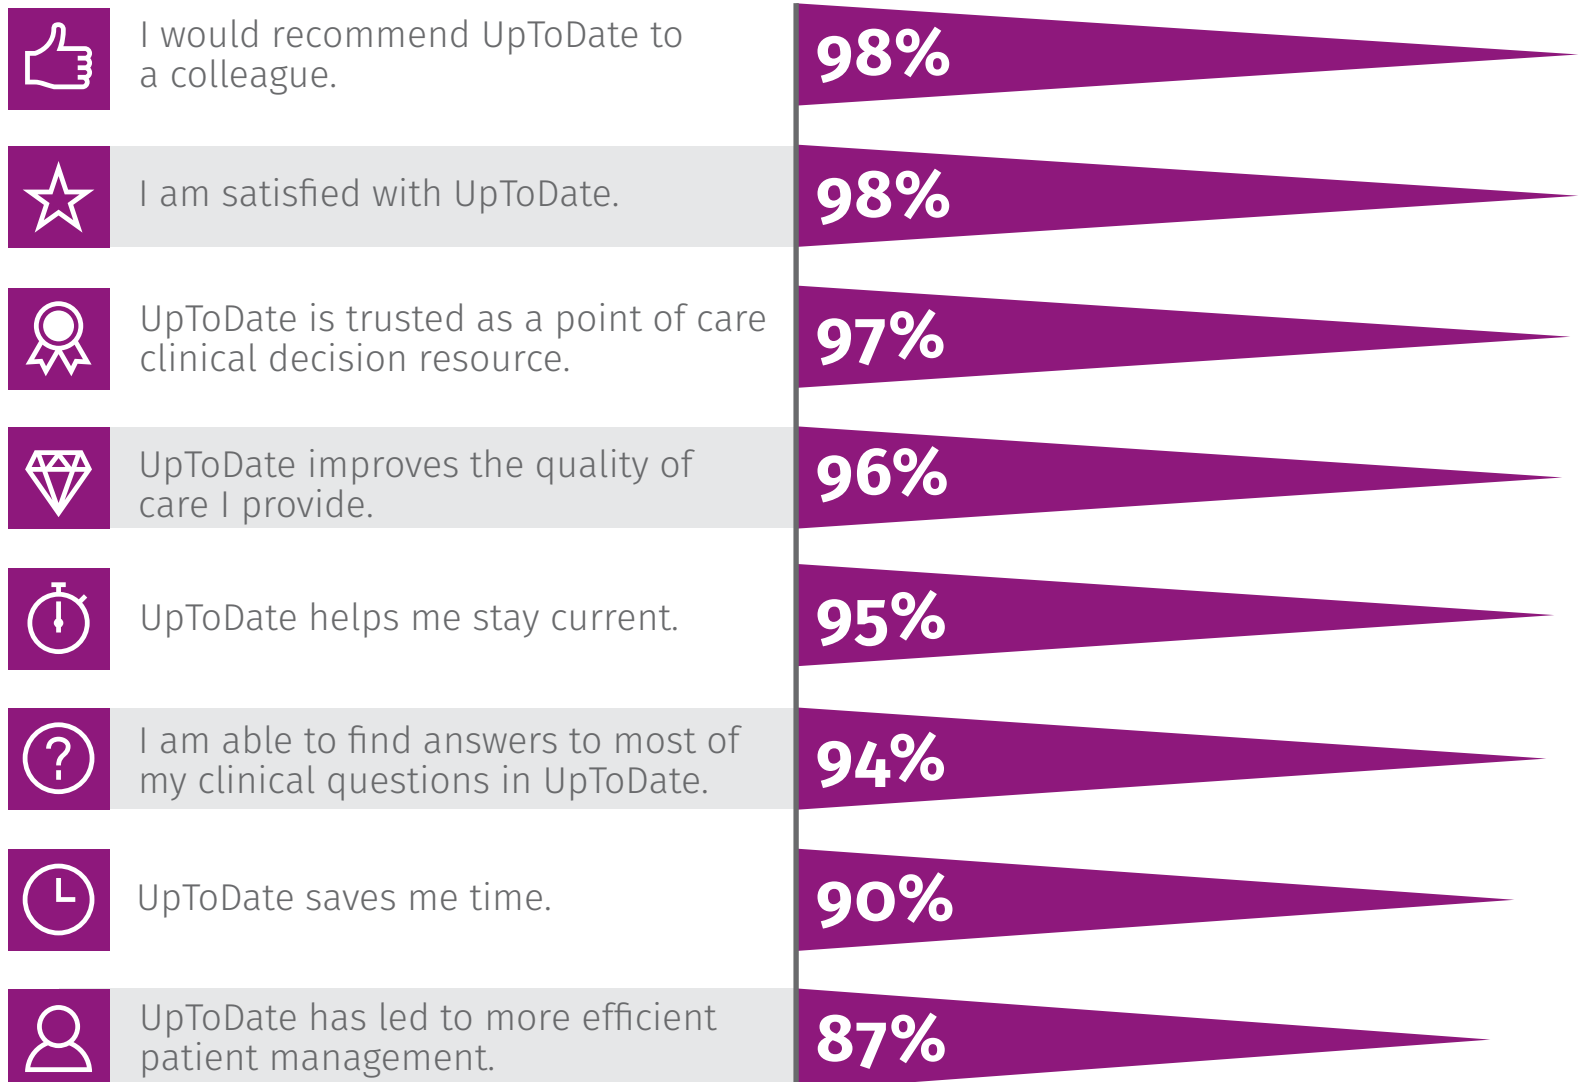 I would recommend UpToDate to
a colleague.
98%
I am satisfied with UpToDate.
98%
UpToDate is trusted as a point of care
clinical decision resource.
97%
UpToDate improves the quality of
care I provide.
96%
UpToDate helps me stay current.
95%
I am able to find answers to most of
my clinical questions in UpToDate.
94%
UpToDate saves me time.
90%
UpToDate has led to more efficient
patient management.
87%